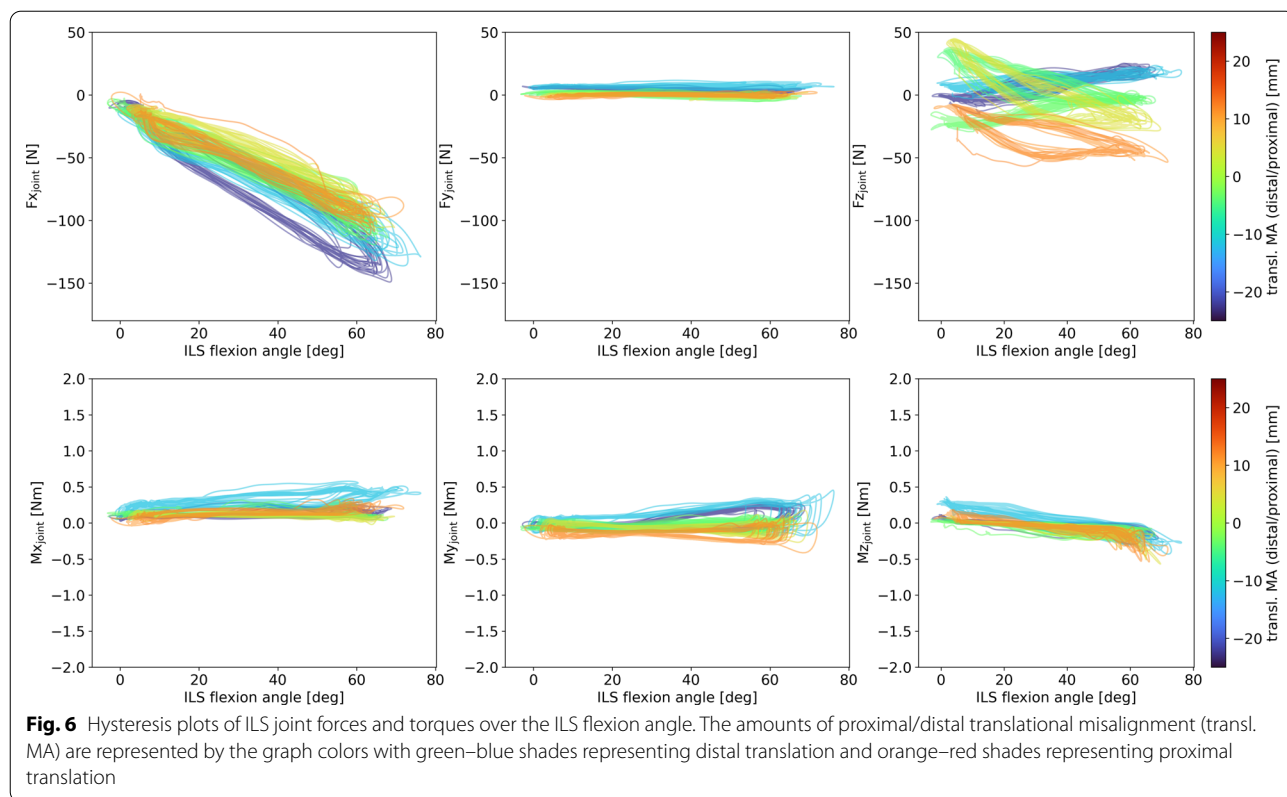 50
0
−50
−100
−150
Fx_joint [N]
0 20 40 60 80
ILS flexion angle [deg]
50
0
−50
−100
−150
Fy_joint [N]
0 20 40 60 80
ILS flexion angle [deg]
50
0
−50
−100
−150
Fz_joint [N]
0 20 40 60 80
ILS flexion angle [deg]
20
10
0
−10
−20
transl. MA (distal/proximal) [mm]
2.0
1.5
1.0
0.5
0.0
−0.5
−1.0
−1.5
−2.0
Mx_joint [Nm]
0 20 40 60 80
ILS flexion angle [deg]
2.0
1.5
1.0
0.5
0.0
−0.5
−1.0
−1.5
−2.0
My_joint [Nm]
0 20 40 60 80
ILS flexion angle [deg]
2.0
1.5
1.0
0.5
0.0
−0.5
−1.0
−1.5
−2.0
Mz_joint [Nm]
0 20 40 60 80
ILS flexion angle [deg]
20
10
0
−10
−20
transl. MA (distal/proximal) [mm]
Fig. 6 Hysteresis plots of ILS joint forces and torques over the ILS flexion angle. The amounts of proximal/distal translational misalignment (transl.
MA) are represented by the graph colors with green–blue shades representing distal translation and orange–red shades representing proximal
translation